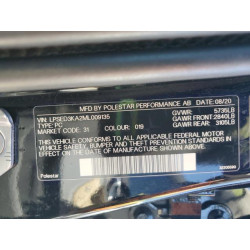 MFD BY POLESTAR PERFORMANCE AB DATE: 08/20
VIN: LPSED3KA2ML009135 GVWR: 5735LB
TYPE: PC GAWR FRONT:2840LB
MARKET CODE: 31 COLOUR 019 GAWR REAR: 3105LB
THIS VEHICLE CONFORMS TO ALL APPLICABLE FEDERAL MOTOR
VEHICLE SAFETY, BUMPER, AND THEFT PREVENTION STANDARDS IN
EFFECT ON THE DATE OF MANUFACTURE SHOWN ABOVE.
Polestar